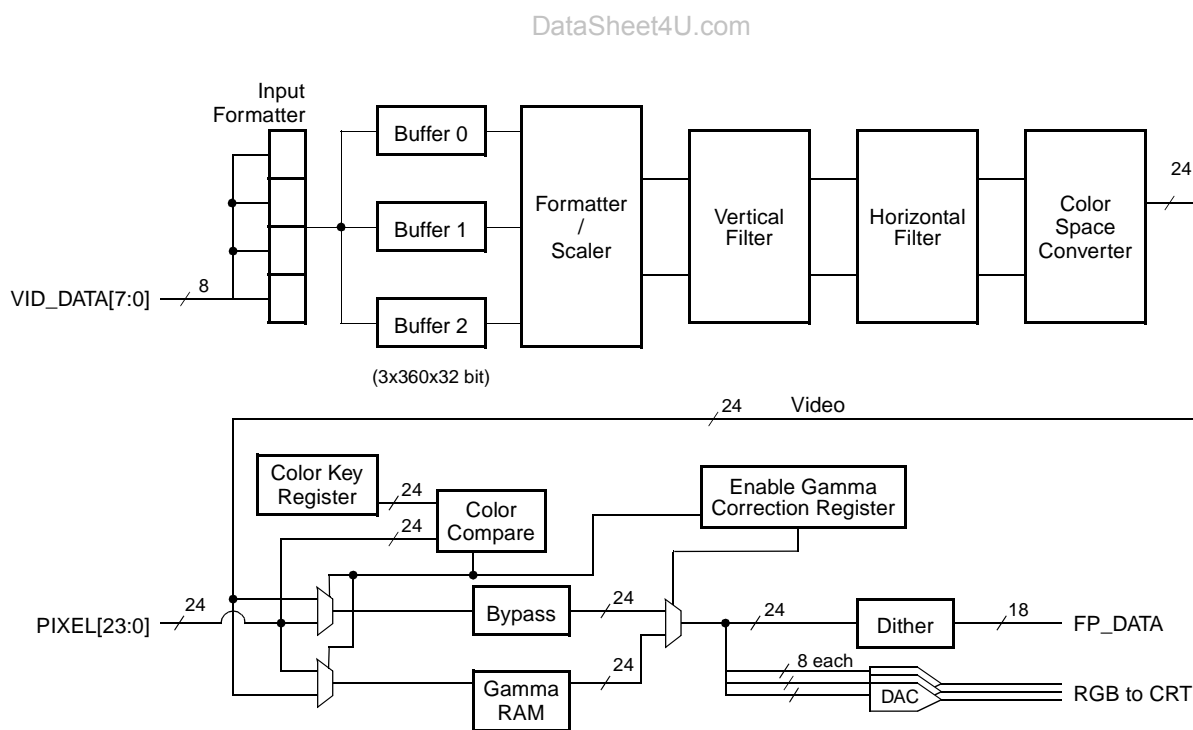 DataSheet4U.com
Input
Formatter
Buffer 0
Buffer 1
Buffer 2
(3x360x32 bit)
Formatter
/
Scaler
Vertical
Filter
Horizontal
Filter
Color
Space
Converter
24
VID_DATA[7:0]
8
24
Video
Color Key
Register
24
Color
Compare
24
Enable Gamma
Correction Register
PIXEL[23:0]
24
Bypass
24
24
Dither
18
FP_DATA
Gamma
RAM
24
8 each
DAC
RGB to CRT